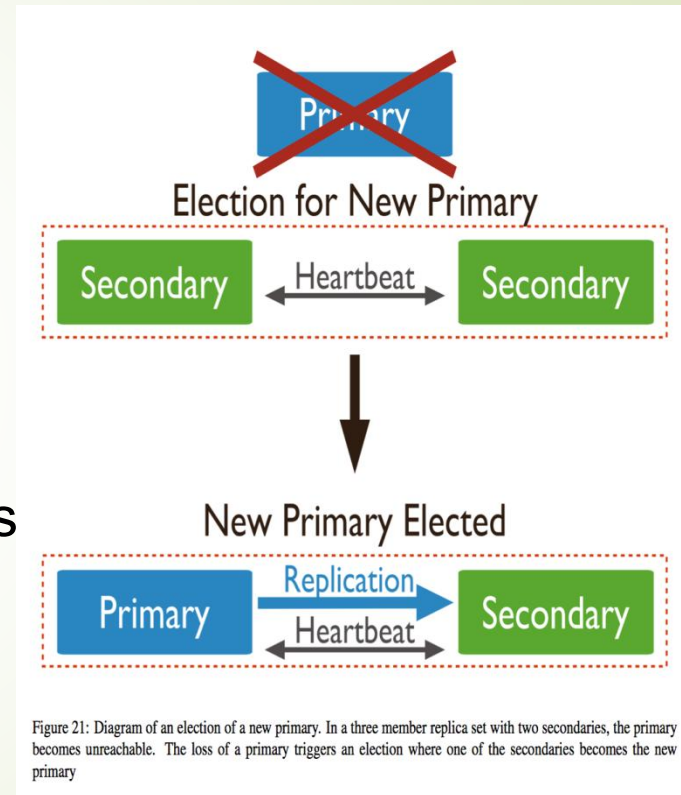 Primary
Election for New Primary
Secondary
Heartbeat
Secondary
s
New Primary Elected
Primary
Replication
Heartbeat
Secondary
Figure 21: Diagram of an election of a new primary. In a three member replica set with two secondaries, the primary
becomes unreachable. The loss of a primary triggers an election where one of the secondaries becomes the new
primary